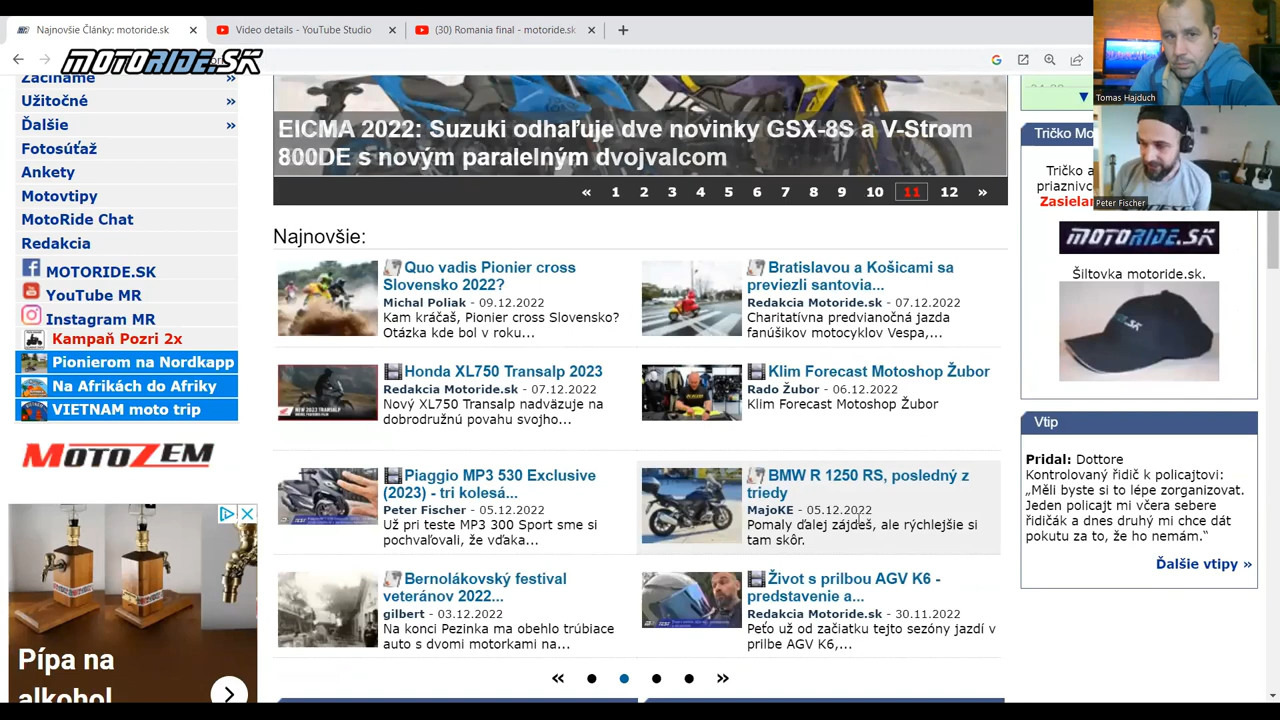 Najnovšie Články: motoride.sk
Video details - YouTube Studio
(30) Romania final - motoride.sk
MOTORIDE.SK
Tomas Hajduch
Peter Fischer
Začíname »
Užitočné »
Ďalšie »
Fotosúťaž
Ankety
Motovtipy
MotoRide Chat
Redakcia
MOTORIDE.SK
YouTube MR
Instagram MR
Kampaň Pozri 2x
Pionierom na Nordkapp
Na Afrikách do Afriky
VIETNAM moto trip
MOTOZEM
Pípa na
alkohol
EICMA 2022: Suzuki odhaľuje dve novinky GSX-8S a V-Strom
800DE s novým paralelným dvojvalcom
« 1 2 3 4 5 6 7 8 9 10 11 12 »
Najnovšie:
Quo vadis Pionier cross
Slovensko 2022?
Michal Poliak - 09.12.2022
Kam kráčaš, Pionier cross Slovensko?
Otázka kde bol v roku...
Bratislavou a Košicami sa
previezli santovia...
Redakcia Motoride.sk - 07.12.2022
Charitatívna predvianočná jazda
fanúšikov motocyklov Vespa,...
Honda XL750 Transalp 2023
Redakcia Motoride.sk - 07.12.2022
Nový XL750 Transalp nadväzuje na
dobrodružnú povahu svojho...
Klim Forecast Motoshop Žubor
Rado Žubor - 06.12.2022
Klim Forecast Motoshop Žubor
Piaggio MP3 530 Exclusive
(2023) - tri kolesá...
Peter Fischer - 05.12.2022
Už pri teste MP3 300 Sport sme si
pochvaľovali, že vďaka...
BMW R 1250 RS, posledný z
triedy
MajoKE - 05.12.2022
Pomaly ďalej zájdeš, ale rýchlejšie si
tam skôr.
Bernolákovský festival
veteránov 2022...
gilbert - 03.12.2022
Na konci Pezinka ma obehlo trúbiace
auto s dvomi motorkami na...
Život s prilbou AGV K6 -
predstavenie a...
Redakcia Motoride.sk - 30.11.2022
Peťo už od začiatku tejto sezóny jazdí v
prilbe AGV K6,...
« »
Tričko Mo
Tričko a
priaznivc
Zasielan
MOTORIDE.SK
Šiltovka motoride.sk.
Vtip
Pridal: Dottore
Kontrolovaný řidič k policajtovi:
„Měli byste si to lépe zorganizovat.
Jeden policajt mi včera sebere
řidičák a dnes druhý mi chce dát
pokutu za to, že ho nemám."
Ďalšie vtipy »